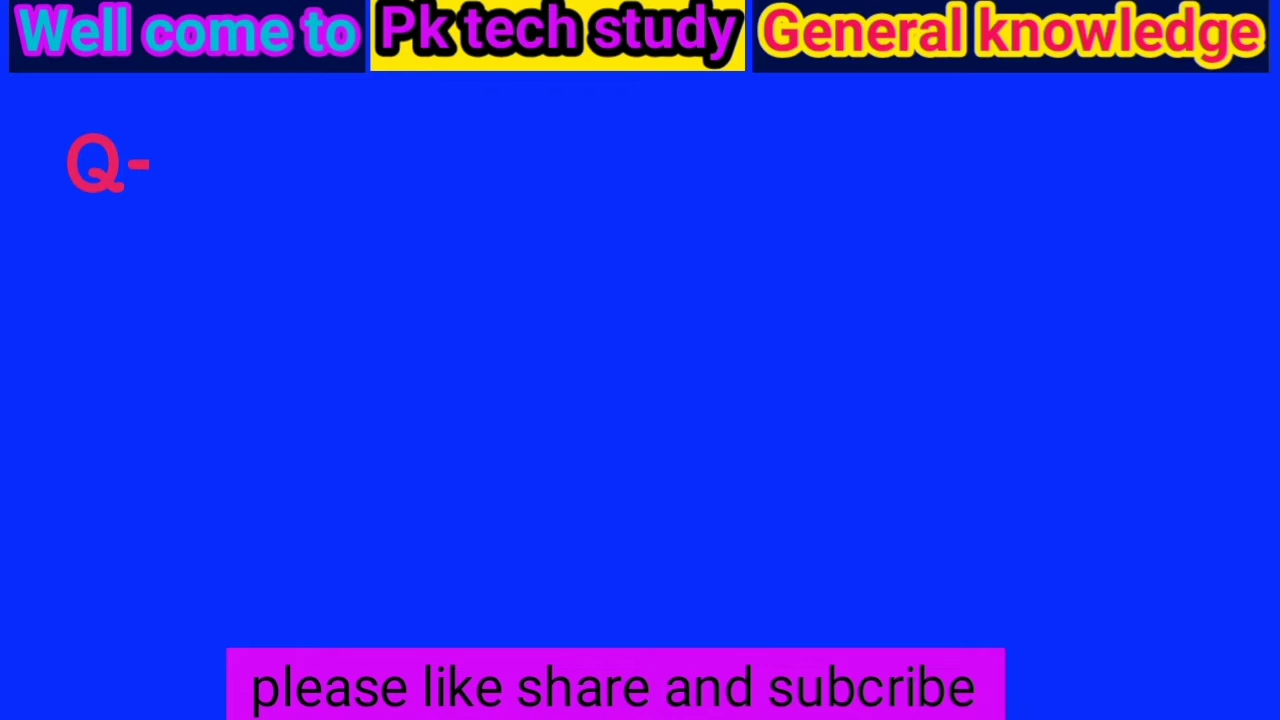 Well come to Pk tech study General knowledge
Q-
please like share and subcribe